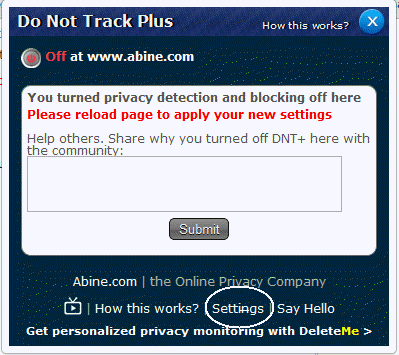 Do Not Track Plus
How this works?
X
Off at www.abine.com
You turned privacy detection and blocking off here
Please reload page to apply your new settings
Help others. Share why you turned off DNT+ here with
the community:
Submit
Abine.com | the Online Privacy Company
| How this works? | Settings | Say Hello
Get personalized privacy monitoring with DeleteMe >